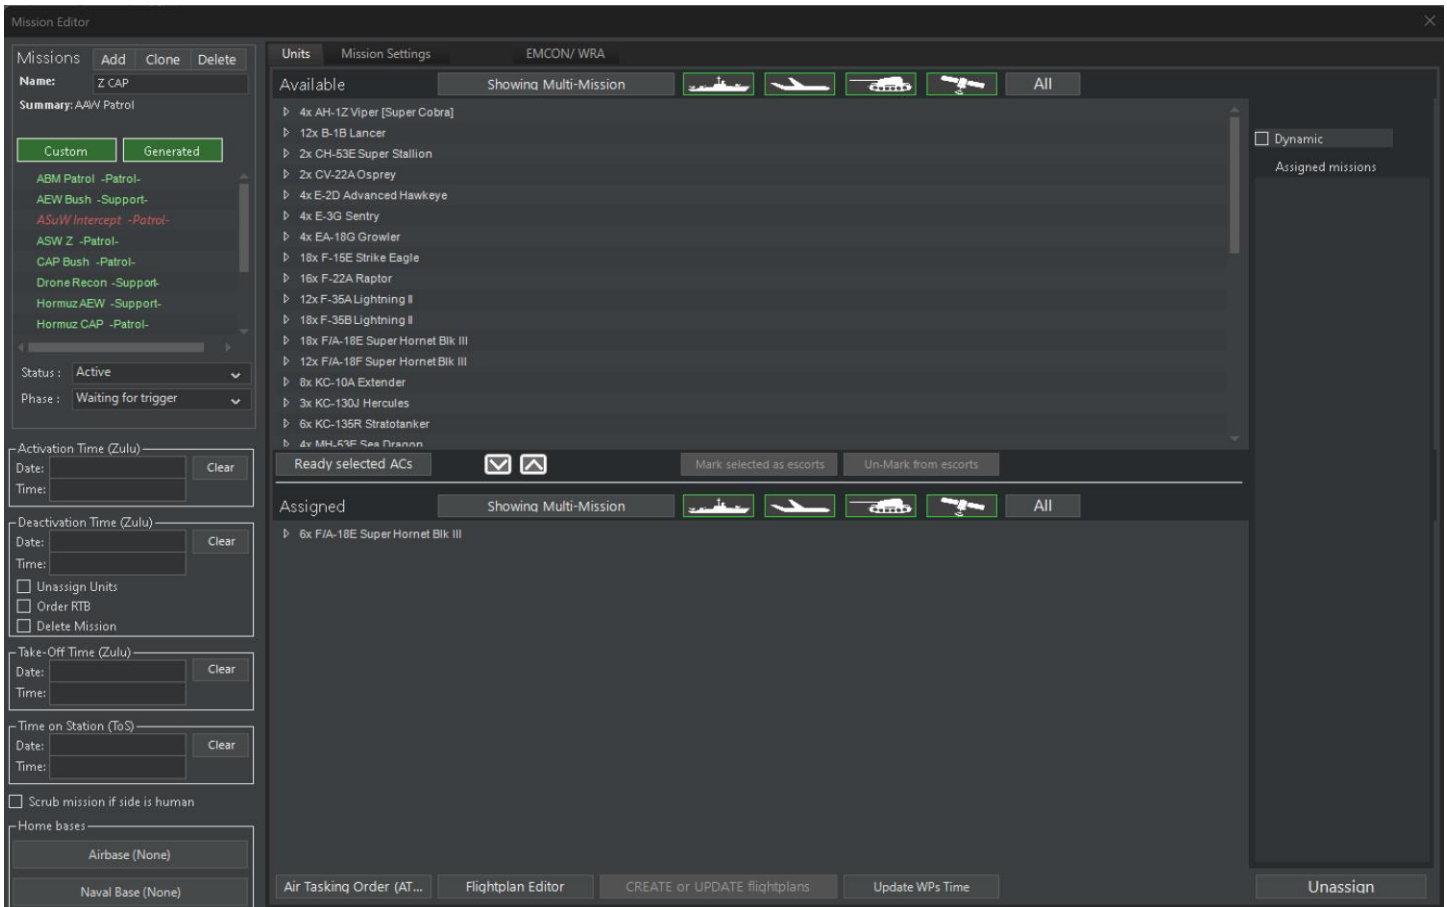 Mission Editor
Missions Add Clone Delete
Name: Z CAP
Summary: AAW Patrol
Custom Generated
ABM Patrol -Patrol-
AEW Bush -Support-
ASuW Intercept -Patrol-
ASW Z -Patrol-
CAP Bush -Patrol-
Drone Recon -Support-
Hormuz AEW -Support-
Hormuz CAP -Patrol-
Status : Active
Phase : Waiting for trigger
Activation Time (Zulu)
Date: Clear
Time:
Deactivation Time (Zulu)
Date: Clear
Time:
Unassign Units
Order RTB
Delete Mission
Take-Off Time (Zulu)
Date: Clear
Time:
Time on Station (ToS)
Date: Clear
Time:
Scrub mission if side is human
Home bases
Airbase (None)
Naval Base (None)
Units Mission Settings EMCON/ WRA
Available Showing Multi-Mission All
4x AH-1Z Viper [Super Cobra]
12x B-1B Lancer
2x CH-53E Super Stallion
2x CV-22A Osprey
4x E-2D Advanced Hawkeye
4x E-3G Sentry
4x EA-18G Growler
18x F-15E Strike Eagle
16x F-22A Raptor
12x F-35A Lightning II
18x F-35B Lightning II
18x F/A-18E Super Hornet Blk III
12x F/A-18F Super Hornet Blk III
8x KC-10A Extender
3x KC-130J Hercules
6x KC-135R Stratotanker
4x MH-53E Sea Dragon
Ready selected ACs Mark selected as escorts Un-Mark from escorts
Assigned Showing Multi-Mission All
6x F/A-18E Super Hornet Blk III
Air Tasking Order (AT... Flightplan Editor CREATE or UPDATE flightplans Update WPs Time
Dynamic
Assigned missions
Unassign